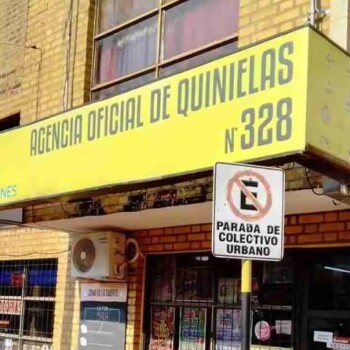 AGENCIA OFICIAL DE QUINIELAS
N° 328
NES
E
PARADA DE
COLECTIVO
URBANO